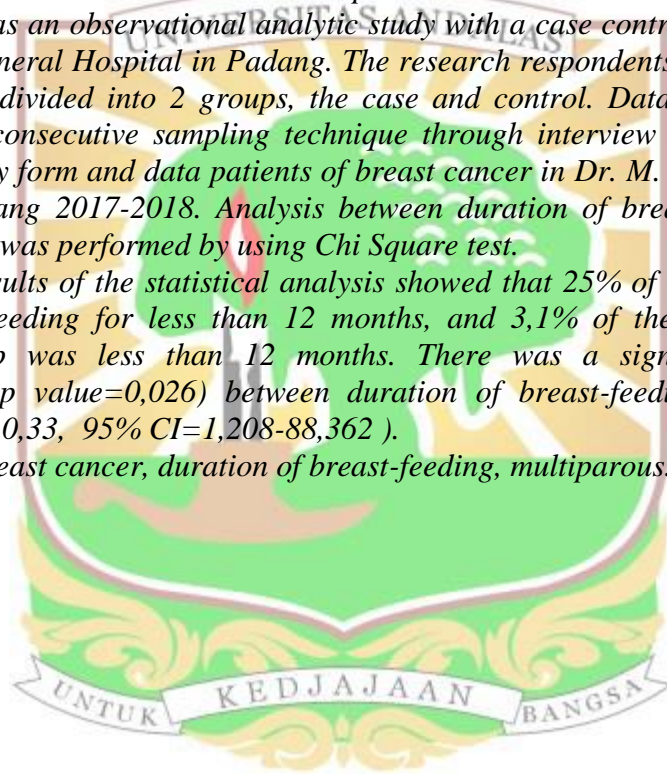 UNIVERSITAS ANDALAS
as an observational analytic study with a case contr
neral Hospital in Padang. The research respondents
divided into 2 groups, the case and control. Data
consecutive sampling technique through interview
y form and data patients of breast cancer in Dr. M.
ang 2017-2018. Analysis between duration of brea
was performed by using Chi Square test.
sults of the statistical analysis showed that 25% of
eeding for less than 12 months, and 3,1% of the
p was less than 12 months. There was a sign
p value=0,026) between duration of breast-feedi
0,33, 95% CI=1,208-88,362 ).
east cancer, duration of breast-feeding, multiparous.
UNTUK KEDJAJAAN BANGSA